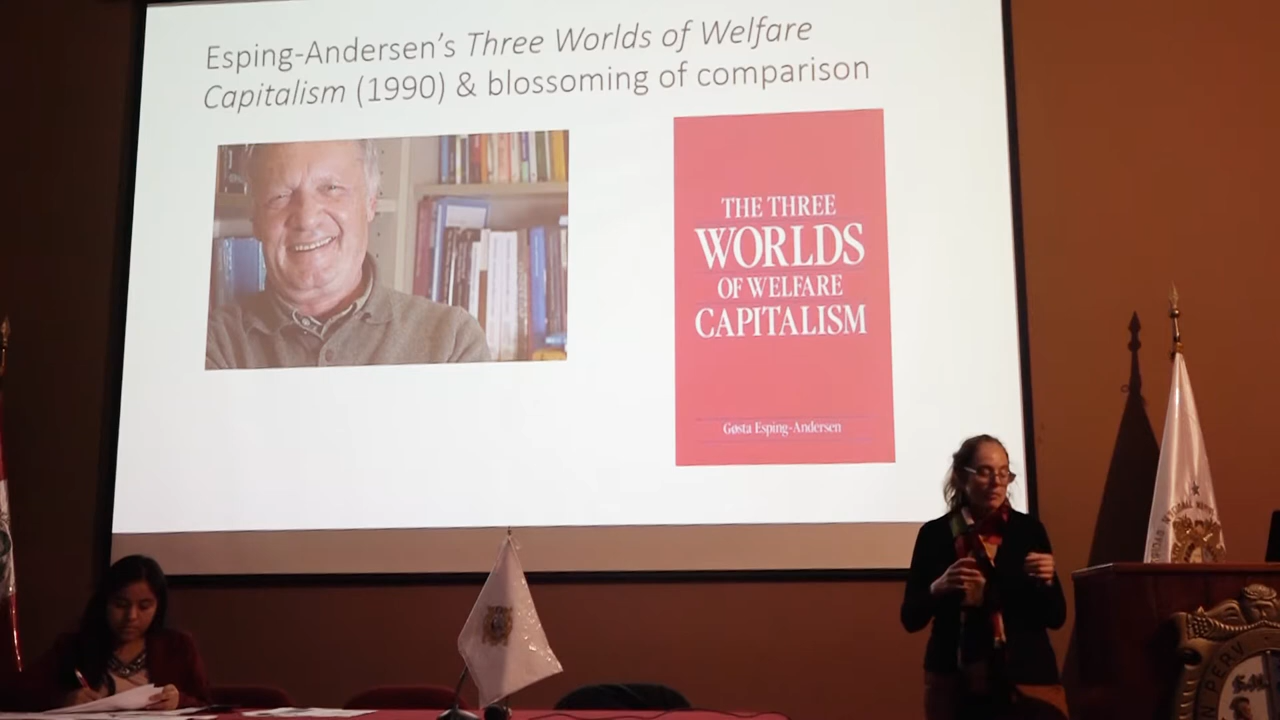 Esping-Andersen's Three Worlds of Welfare
Capitalism (1990) & blossoming of comparison
THE THREE
WORLDS
OF WELFARE
CAPITALISM
Gøsta Esping-Andersen
PERV